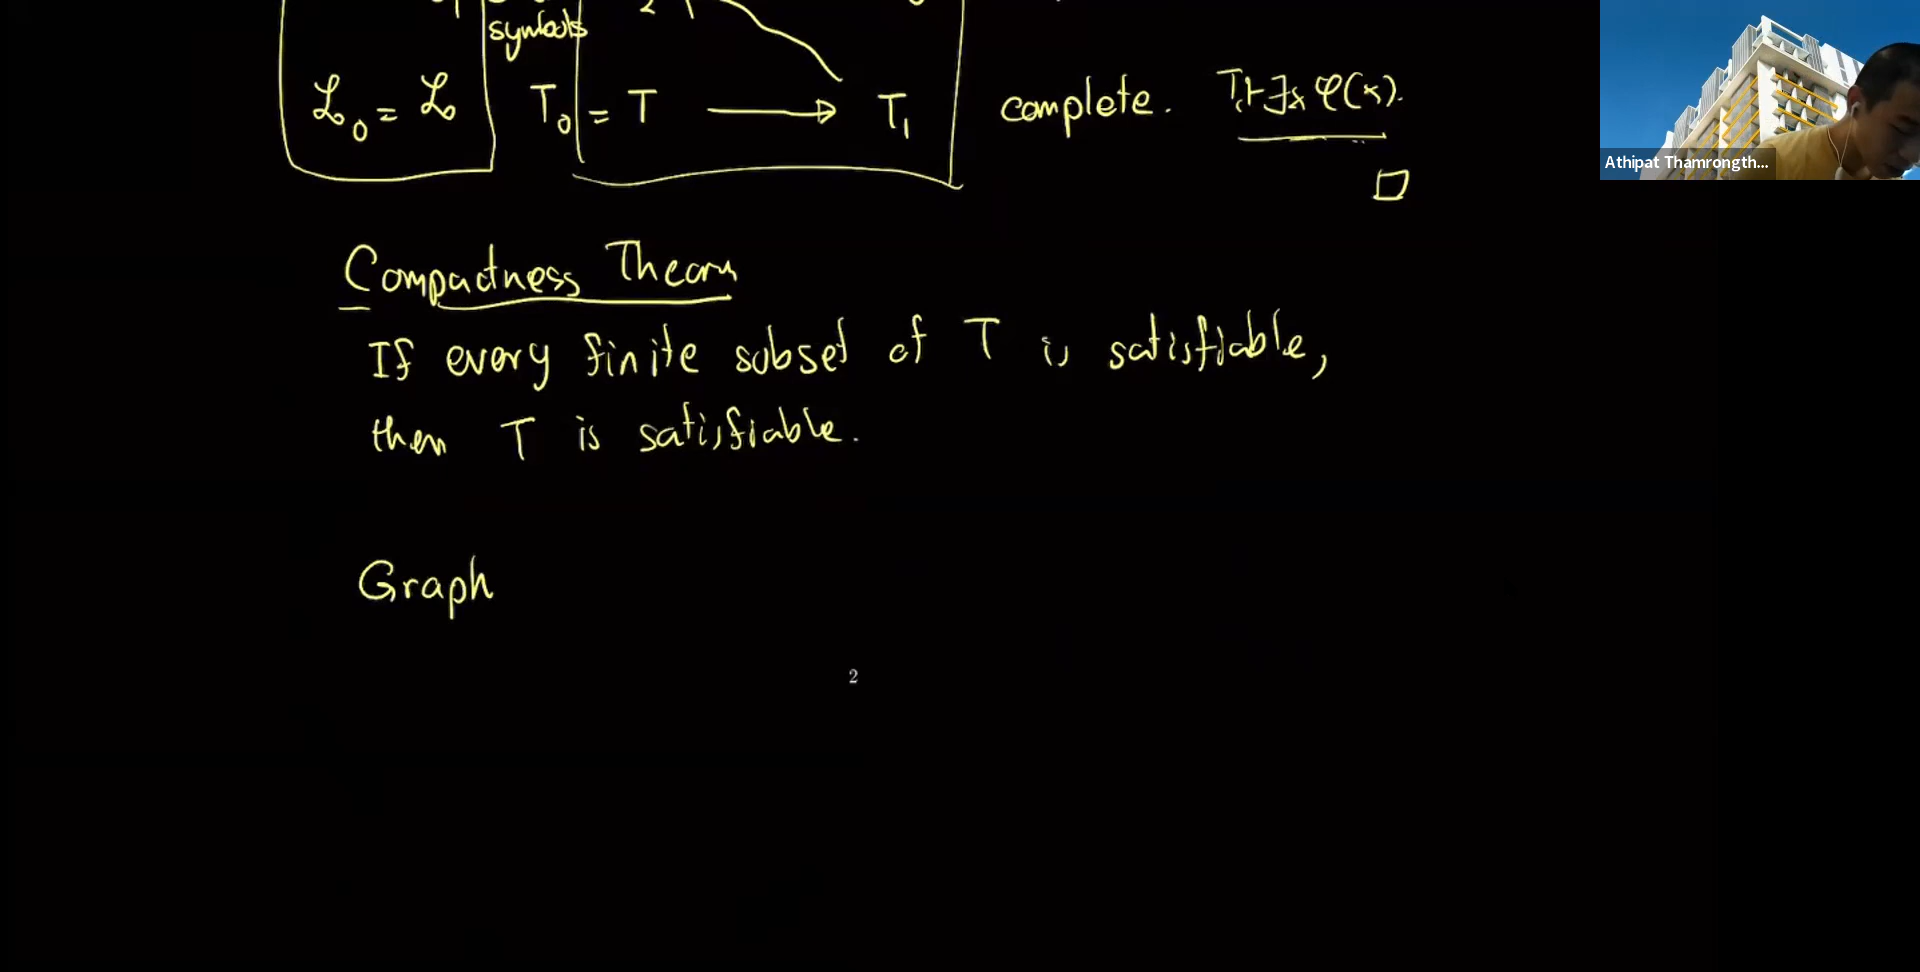 symbols
ℒ₀ = ℒ T₀ = T → T₁ complete. T₁ ⊢ ∃x φ(x).
Athipat Thamrongth...
Compactness Theorm
If every finite subset of T is satisfiable,
then T is satisfiable.
Graph
2